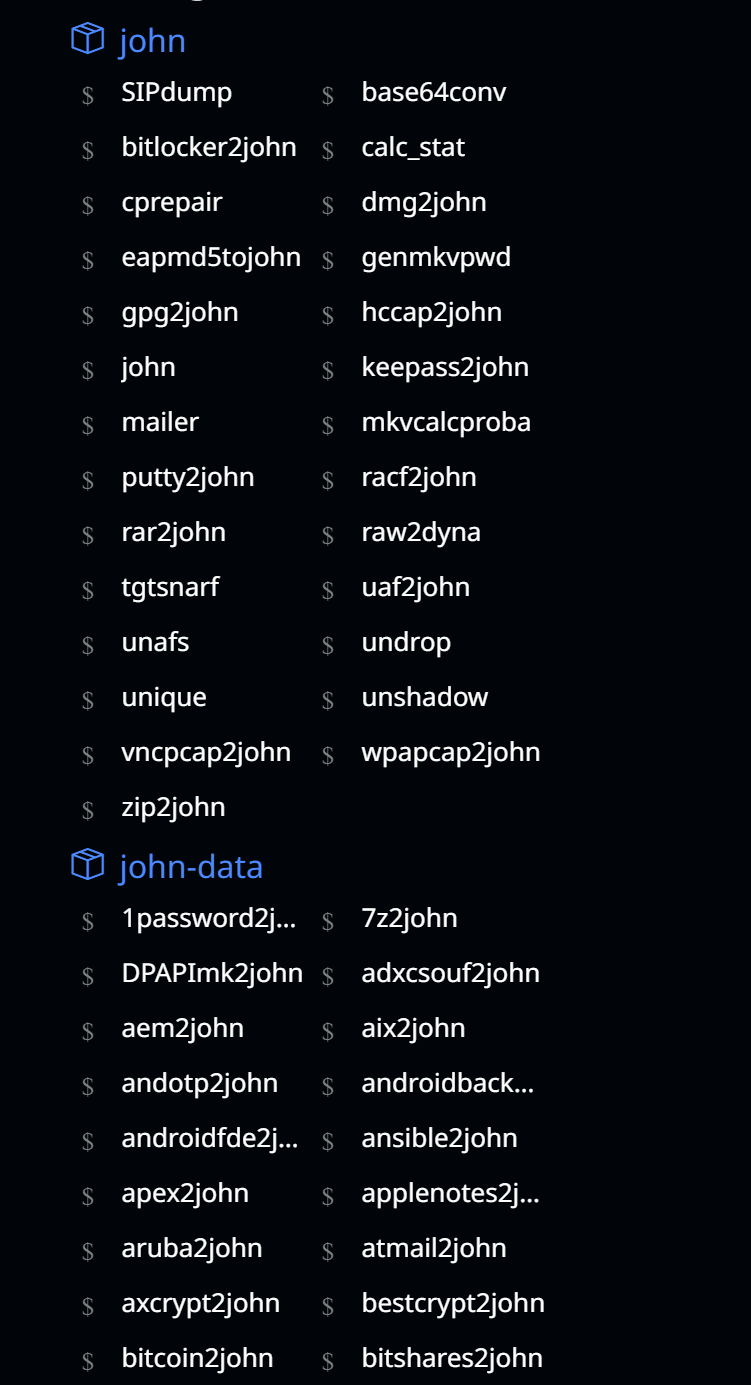 john
$ SIPdump $ base64conv
$ bitlocker2john $ calc_stat
$ cprepair $ dmg2john
$ eapmd5tojohn $ genmkvpwd
$ gpg2john $ hccap2john
$ john $ keepass2john
$ mailer $ mkvcalcproba
$ putty2john $ racf2john
$ rar2john $ raw2dyna
$ tgtsnarf $ uaf2john
$ unafs $ undrop
$ unique $ unshadow
$ vncpcap2john $ wpapcap2john
$ zip2john
john-data
$ 1password2j... $ 7z2john
$ DPAPImk2john $ adxcsouf2john
$ aem2john $ aix2john
$ andotp2john $ androidback...
$ androidfde2j... $ ansible2john
$ apex2john $ applenotes2j...
$ aruba2john $ atmail2john
$ axcrypt2john $ bestcrypt2john
$ bitcoin2john $ bitshares2john